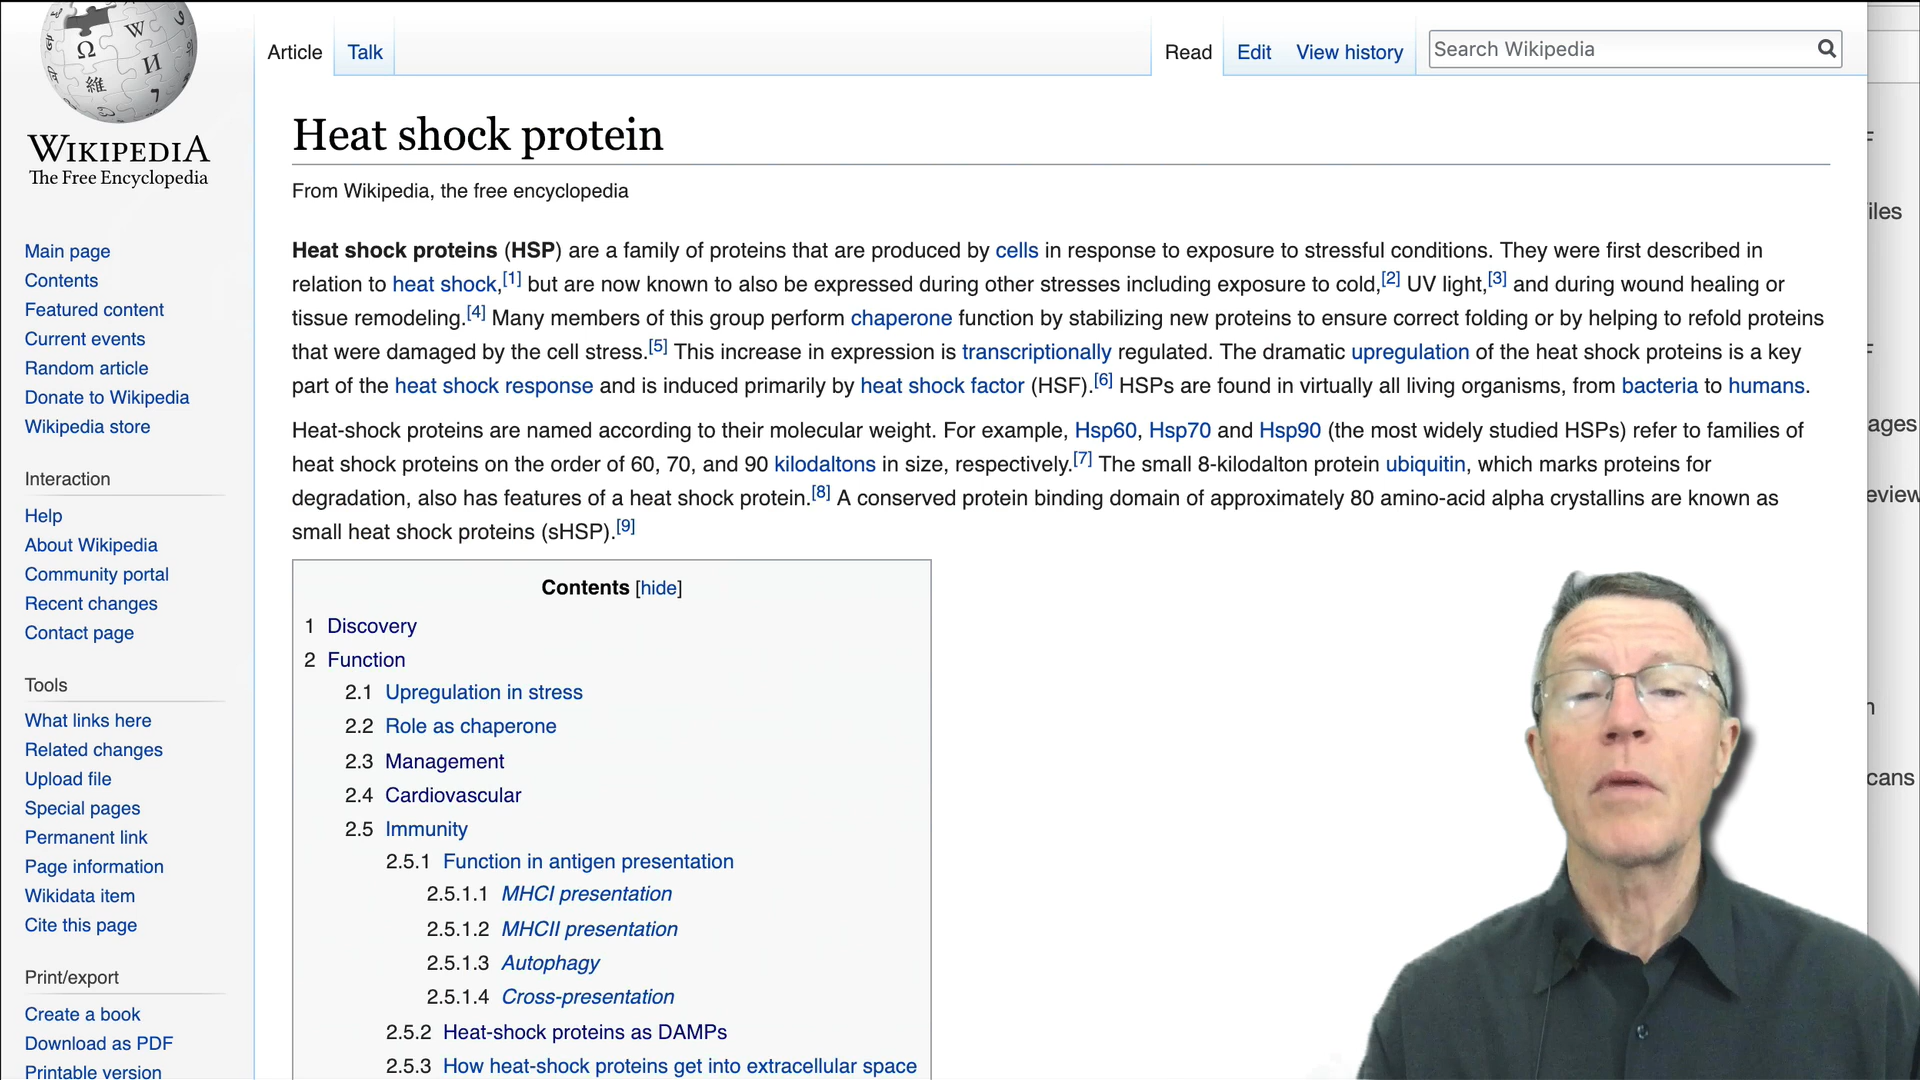 Ω
W
И
維
WIKIPEDIA
The Free Encyclopedia
Main page
Contents
Featured content
Current events
Random article
Donate to Wikipedia
Wikipedia store
Interaction
Help
About Wikipedia
Community portal
Recent changes
Contact page
Tools
What links here
Related changes
Upload file
Special pages
Permanent link
Page information
Wikidata item
Cite this page
Print/export
Create a book
Download as PDF
Printable version
Article Talk Read Edit View history Search Wikipedia
Heat shock protein
From Wikipedia, the free encyclopedia
Heat shock proteins (HSP) are a family of proteins that are produced by cells in response to exposure to stressful conditions. They were first described in
relation to heat shock,[1] but are now known to also be expressed during other stresses including exposure to cold,[2] UV light,[3] and during wound healing or
tissue remodeling.[4] Many members of this group perform chaperone function by stabilizing new proteins to ensure correct folding or by helping to refold proteins
that were damaged by the cell stress.[5] This increase in expression is transcriptionally regulated. The dramatic upregulation of the heat shock proteins is a key
part of the heat shock response and is induced primarily by heat shock factor (HSF).[6] HSPs are found in virtually all living organisms, from bacteria to humans.
Heat-shock proteins are named according to their molecular weight. For example, Hsp60, Hsp70 and Hsp90 (the most widely studied HSPs) refer to families of
heat shock proteins on the order of 60, 70, and 90 kilodaltons in size, respectively.[7] The small 8-kilodalton protein ubiquitin, which marks proteins for
degradation, also has features of a heat shock protein.[8] A conserved protein binding domain of approximately 80 amino-acid alpha crystallins are known as
small heat shock proteins (sHSP).[9]
Contents [hide]
1 Discovery
2 Function
2.1 Upregulation in stress
2.2 Role as chaperone
2.3 Management
2.4 Cardiovascular
2.5 Immunity
2.5.1 Function in antigen presentation
2.5.1.1 MHCI presentation
2.5.1.2 MHCII presentation
2.5.1.3 Autophagy
2.5.1.4 Cross-presentation
2.5.2 Heat-shock proteins as DAMPs
2.5.3 How heat-shock proteins get into extracellular space
iles
ages
eview
cans